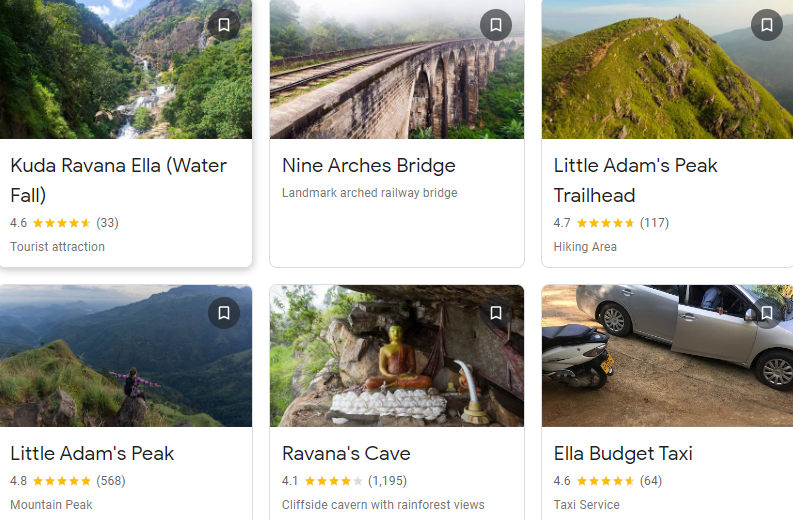 Kuda Ravana Ella (Water
Fall)
4.6 (33)
Tourist attraction
Nine Arches Bridge
Landmark arched railway bridge
Little Adam's Peak
Trailhead
4.7 (117)
Hiking Area
Little Adam's Peak
4.8 (568)
Mountain Peak
Ravana's Cave
4.1 (1,195)
Cliffside cavern with rainforest views
Ella Budget Taxi
4.6 (64)
Taxi Service